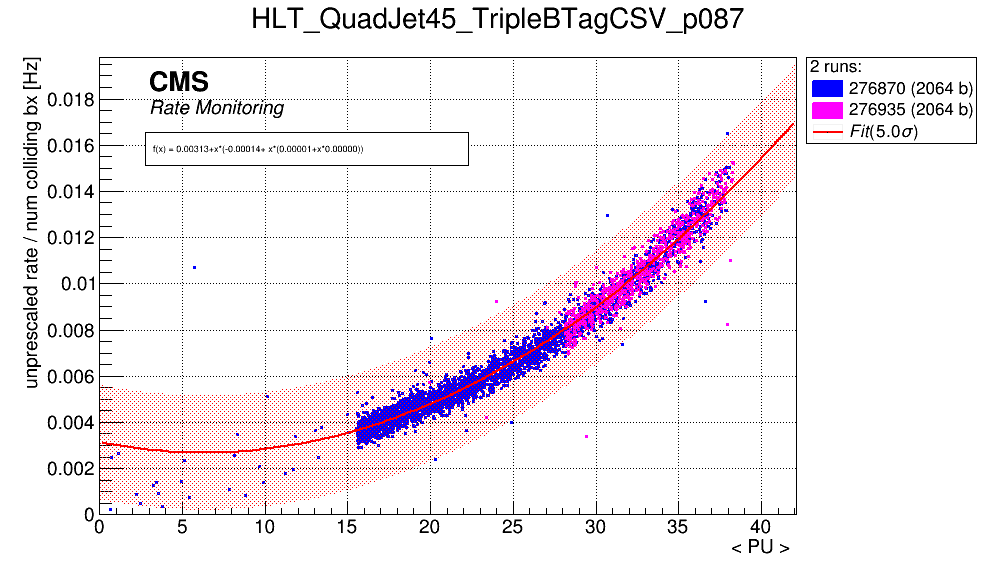 HLT_QuadJet45_TripleBTagCSV_p087
unprescaled rate / num colliding bx [Hz]
CMS
Rate Monitoring
f(x) = 0.00313+x*(-0.00014+ x*(0.00001+x*0.00000))
2 runs:
276870 (2064 b)
276935 (2064 b)
Fit(5.0σ)
0.018
0.016
0.014
0.012
0.01
0.008
0.006
0.004
0.002
0
0 5 10 15 20 25 30 35 40
< PU >